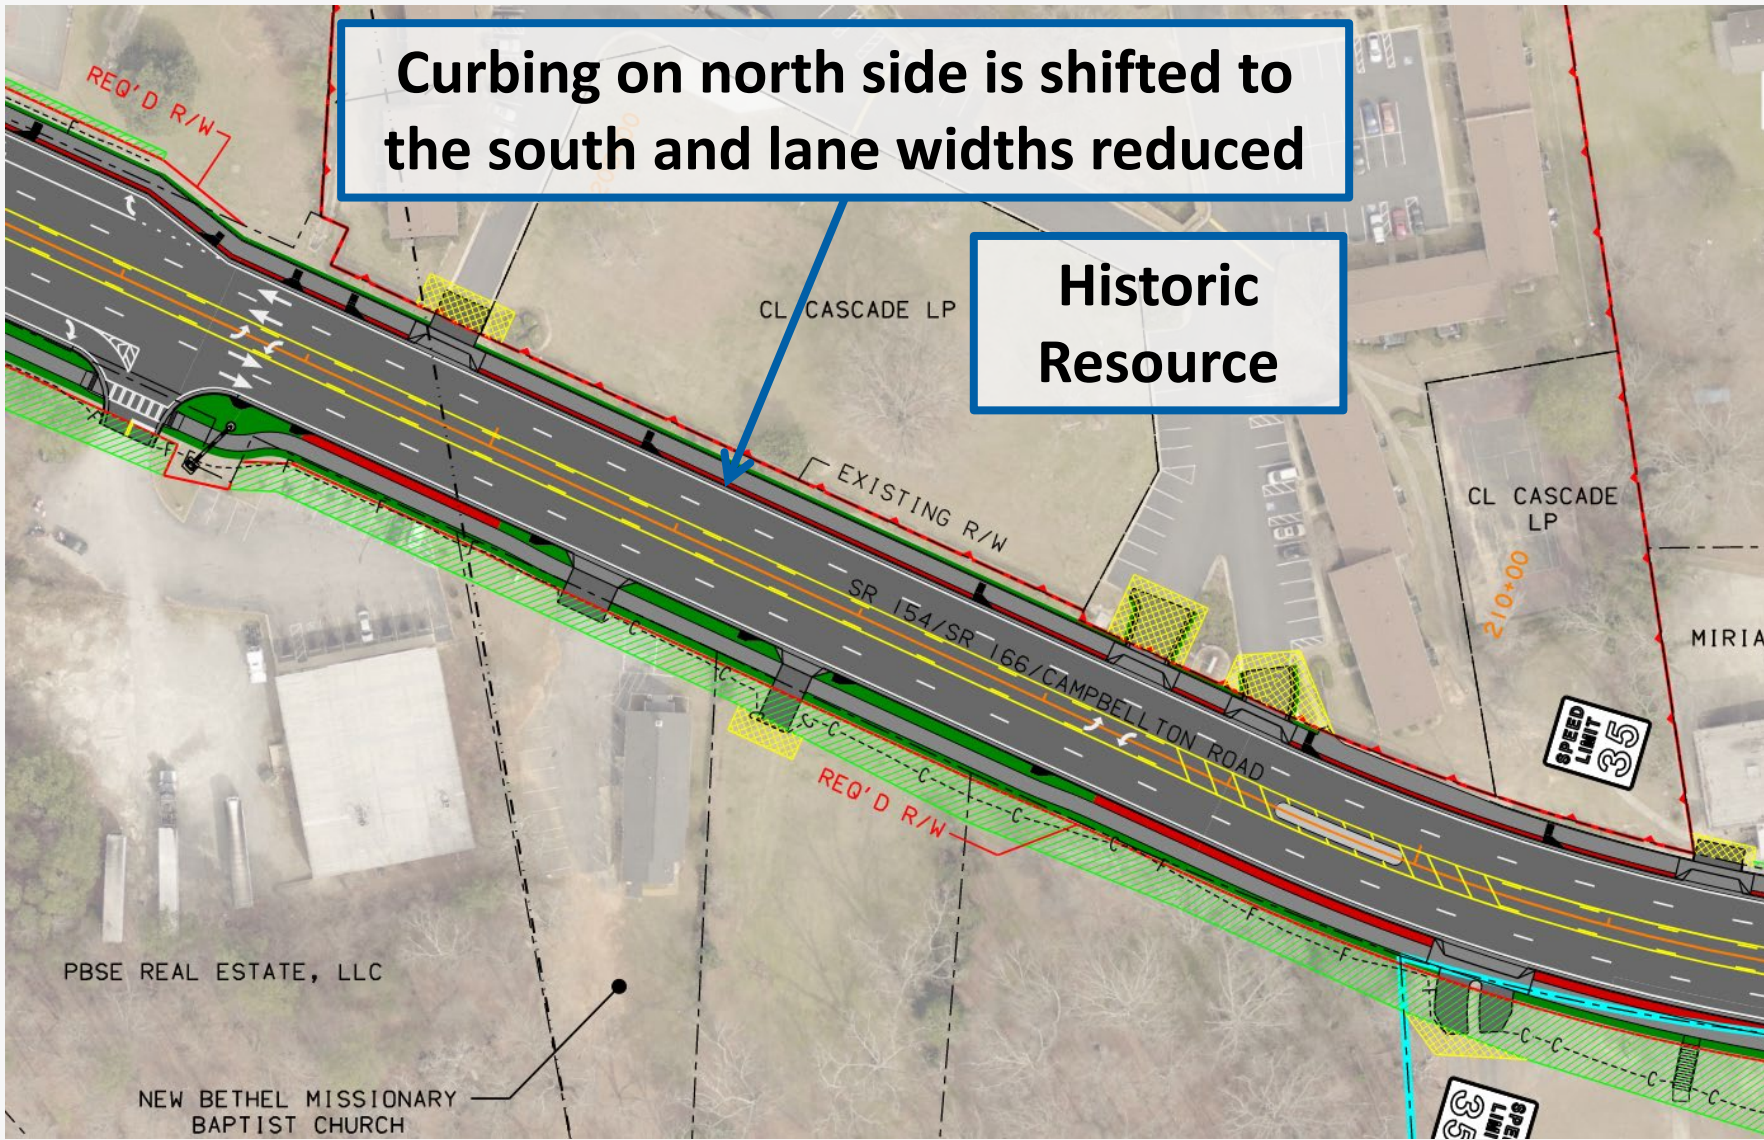 Curbing on north side is shifted to
the south and lane widths reduced
REQ'D R/W
Historic
Resource
CL CASCADE LP
EXISTING R/W
CL CASCADE
LP
210+00
SR 154/SR 166/CAMPBELLTON ROAD
SPEED
LIMIT
35
REQ'D R/W
PBSE REAL ESTATE, LLC
NEW BETHEL MISSIONARY
BAPTIST CHURCH
F
F
F
F
C
C
C
C
C
C
F
F
F
C
C
C
C
35